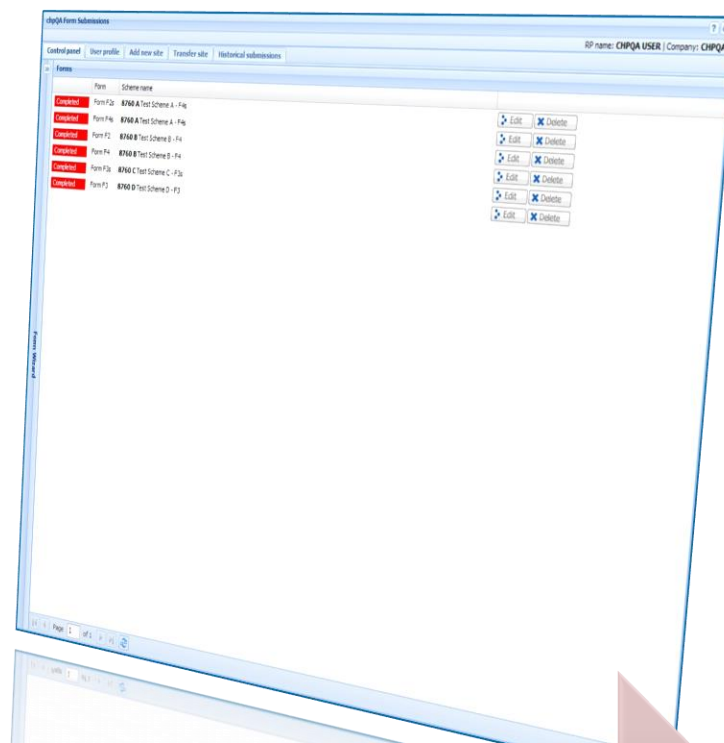 chpQA Form Submissions
RP name: CHPQA USER | Company: CHPQA
Control panel User profile Add new site Transfer site Historical submissions
Forms
Form Scheme name
Completed Form F2s 8760 A Test Scheme A - F4s Edit Delete
Completed Form F4s 8760 A Test Scheme A - F4s Edit Delete
Completed Form F2 8760 B Test Scheme B - F4 Edit Delete
Completed Form F4 8760 B Test Scheme B - F4 Edit Delete
Completed Form F3s 8760 C Test Scheme C - F3s Edit Delete
Completed Form F3 8760 D Test Scheme D - F3 Edit Delete
Form Wizard
Page 1 of 1